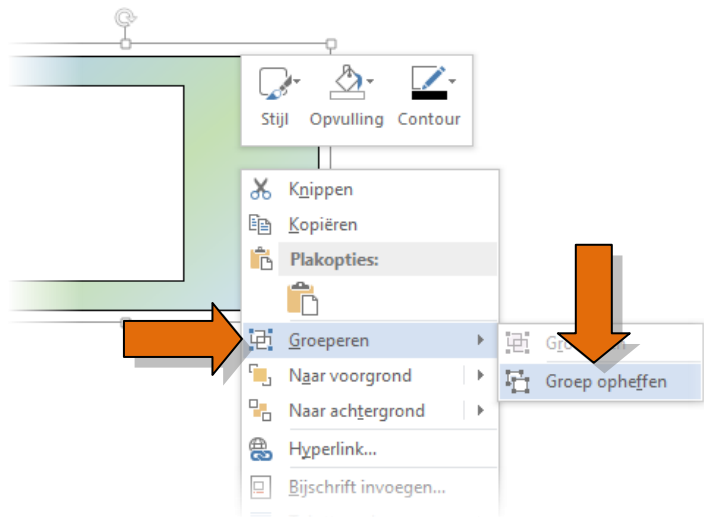 Stijl Opvulling Contour
Knippen
Kopiëren
Plakopties:
Groeperen
Naar voorgrond
Groep opheffen
Naar achtergrond
Hyperlink...
Bijschrift invoegen...